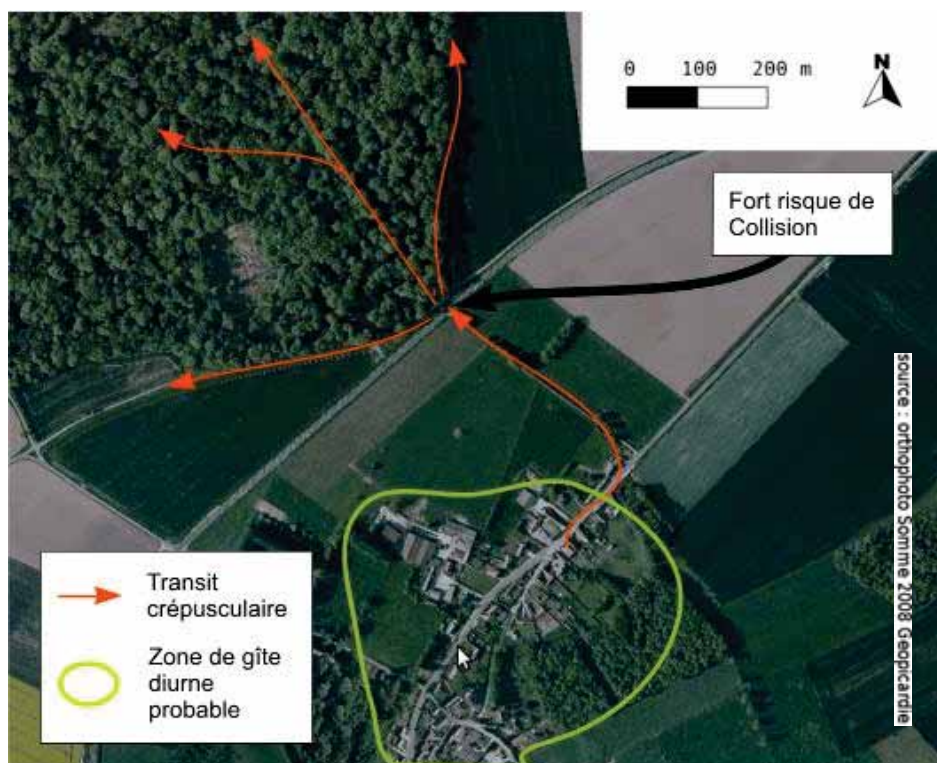 0 100 200 m
N
Fort risque de
Collision
source : orthophoto Somme 2008 Geopicardie
Transit
crépusculaire
Zone de gîte
diurne
probable